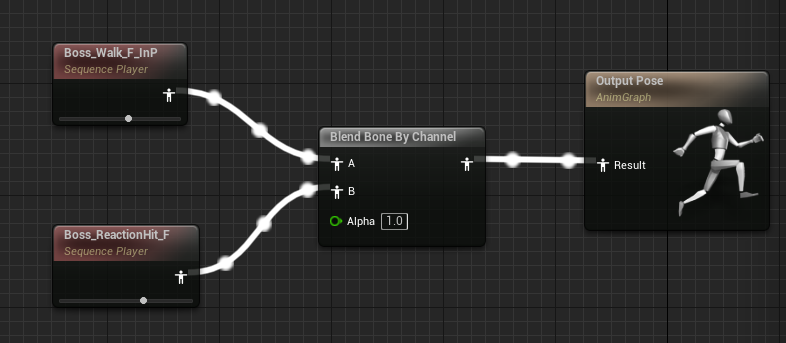 Boss_Walk_F_InP
Sequence Player
Output Pose
AnimGraph
Blend Bone By Channel
A
Result
B
Alpha 1.0
Boss_ReactionHit_F
Sequence Player